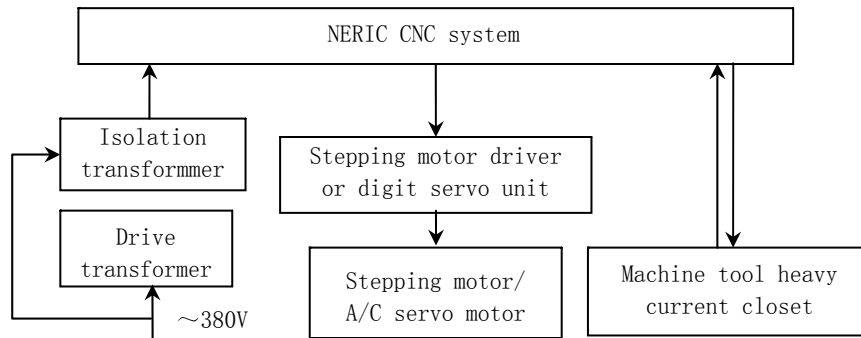 NERIC CNC system
Isolation
transformmer
Stepping motor driver
or digit servo unit
Drive
transformer
Stepping motor/
A/C servo motor
Machine tool heavy
current closet
～380V